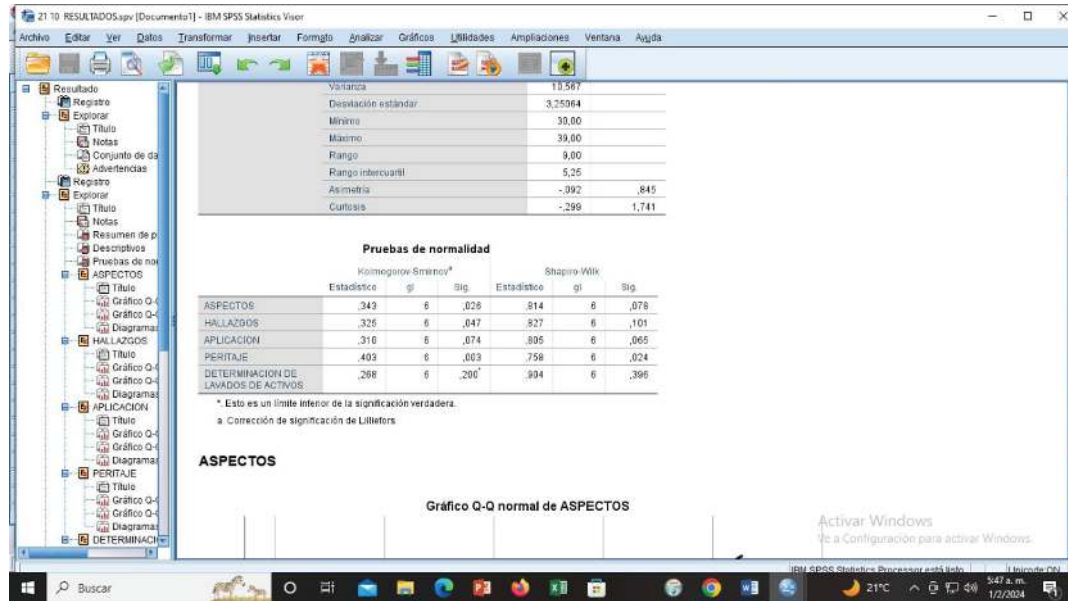 21 10 RESULTADOS.spv [Documento1] - IBM SPSS Statistics Visor
Archivo Editar Ver Datos Transformar Insertar Formato Analizar Gráficos Utilidades Ampliaciones Ventana Ayuda
Resultado
Registro
Explorar
Título
Notas
Conjunto de da
Advertencias
Registro
Explorar
Título
Notas
Resumen de p
Descriptivos
Pruebas de nor
ASPECTOS
Título
Gráfico Q-
Gráfico Q-
Diagramas
HALLAZGOS
Título
Gráfico Q-
Gráfico Q-
Diagramas
APLICACION
Título
Gráfico Q-
Gráfico Q-
Diagramas
PERITAJE
Título
Gráfico Q-
Gráfico Q-
Diagramas
DETERMINACI
Varianza 10,567
Desviación estándar 3,25064
Mínimo 30,00
Máximo 39,00
Rango 9,00
Rango intercuartil 5,25
Asimetría -,092 ,845
Curtosis -,299 1,741
Pruebas de normalidad
Kolmogorov-Smirnov^a Shapiro-Wilk
Estadístico gl Sig. Estadístico gl Sig.
ASPECTOS ,343 6 ,026 ,814 6 ,078
HALLAZGOS ,325 6 ,047 ,827 6 ,101
APLICACION ,310 6 ,074 ,805 6 ,065
PERITAJE ,403 6 ,003 ,758 6 ,024
DETERMINACION DE
LAVADOS DE ACTIVOS ,268 6 ,200* ,904 6 ,396
*. Esto es un límite inferior de la significación verdadera.
a. Corrección de significación de Lilliefors
ASPECTOS
Gráfico Q-Q normal de ASPECTOS
Activar Windows
Ve a Configuración para activar Windows.
IBM SPSS Statistics Processor está listo Unicode:ON
Buscar
21°C
5:47 a. m.
1/2/2024